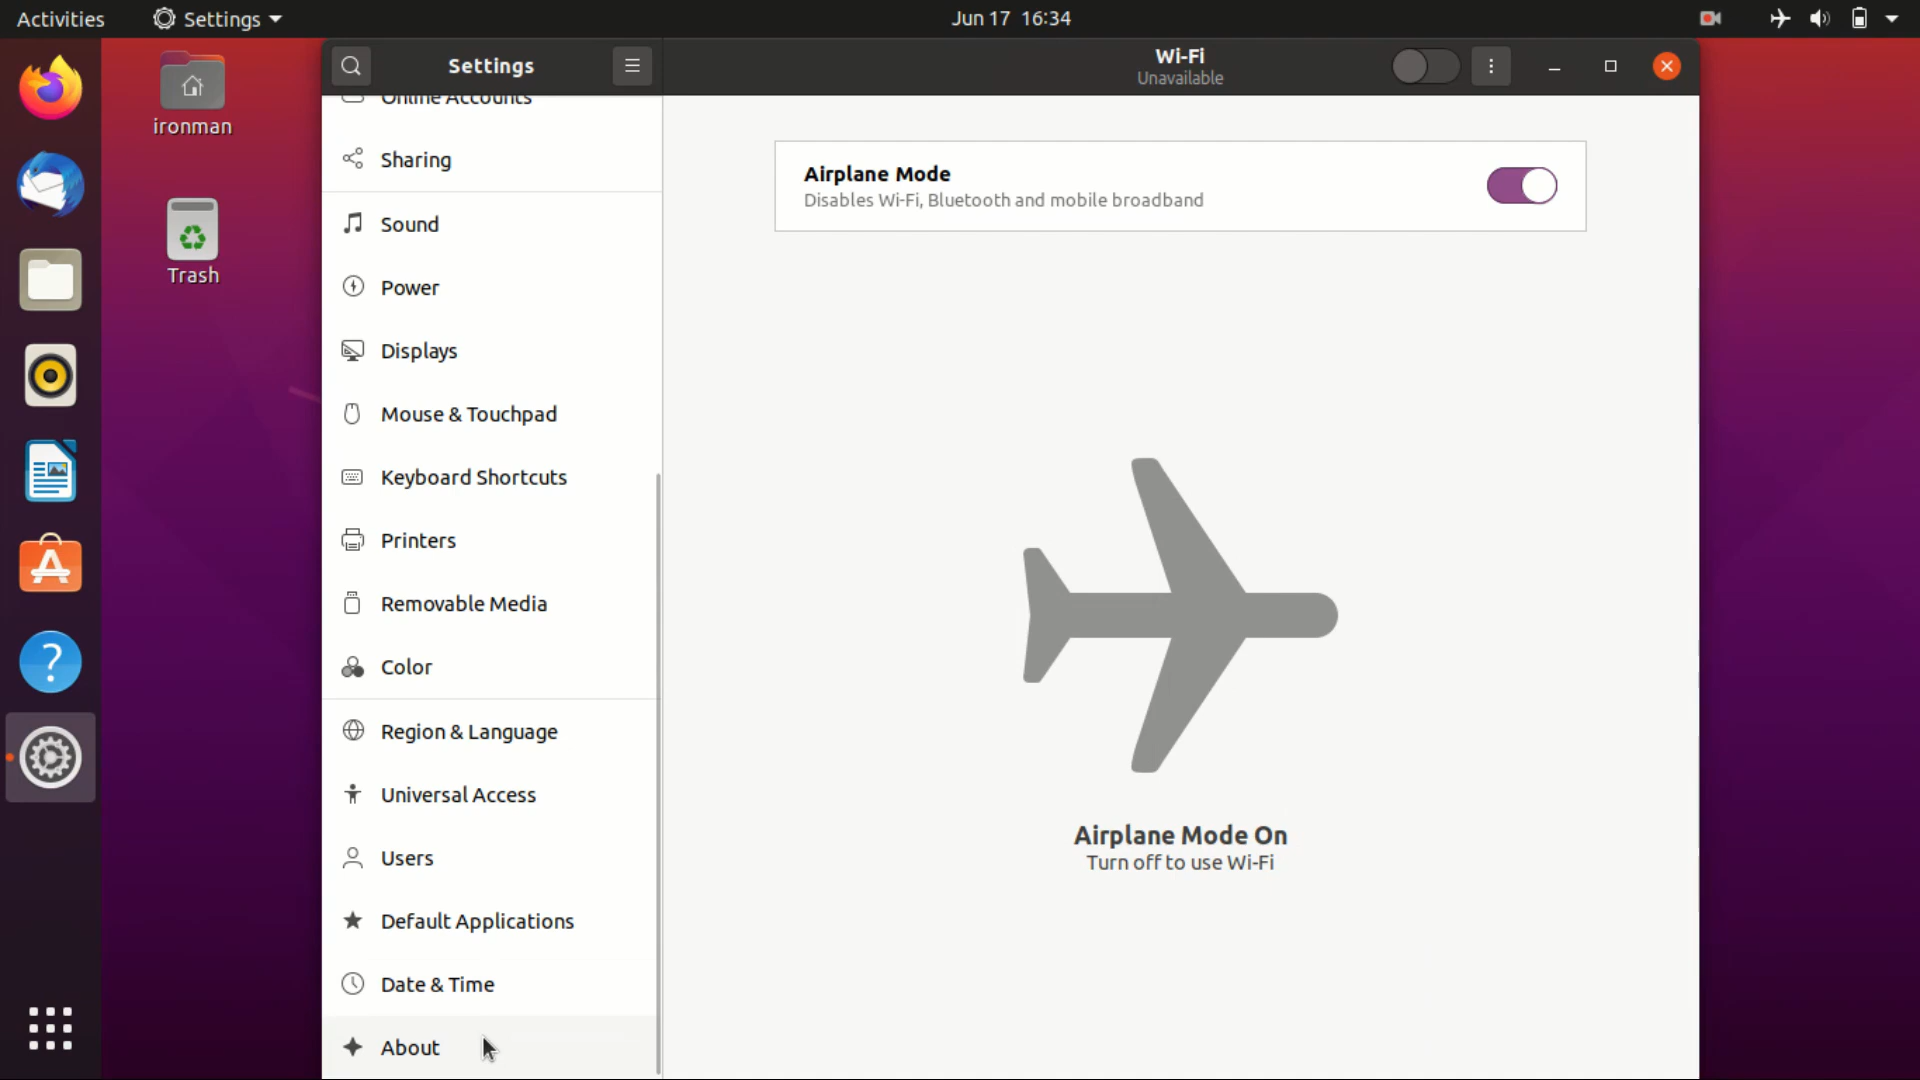 Activities
Settings
Jun 17 16:34
ironman
Trash
Settings
Wi-Fi
Unavailable
Online Accounts
Sharing
Sound
Power
Displays
Mouse & Touchpad
Keyboard Shortcuts
Printers
Removable Media
Color
Region & Language
Universal Access
Users
Default Applications
Date & Time
About
Airplane Mode
Disables Wi-Fi, Bluetooth and mobile broadband
Airplane Mode On
Turn off to use Wi-Fi